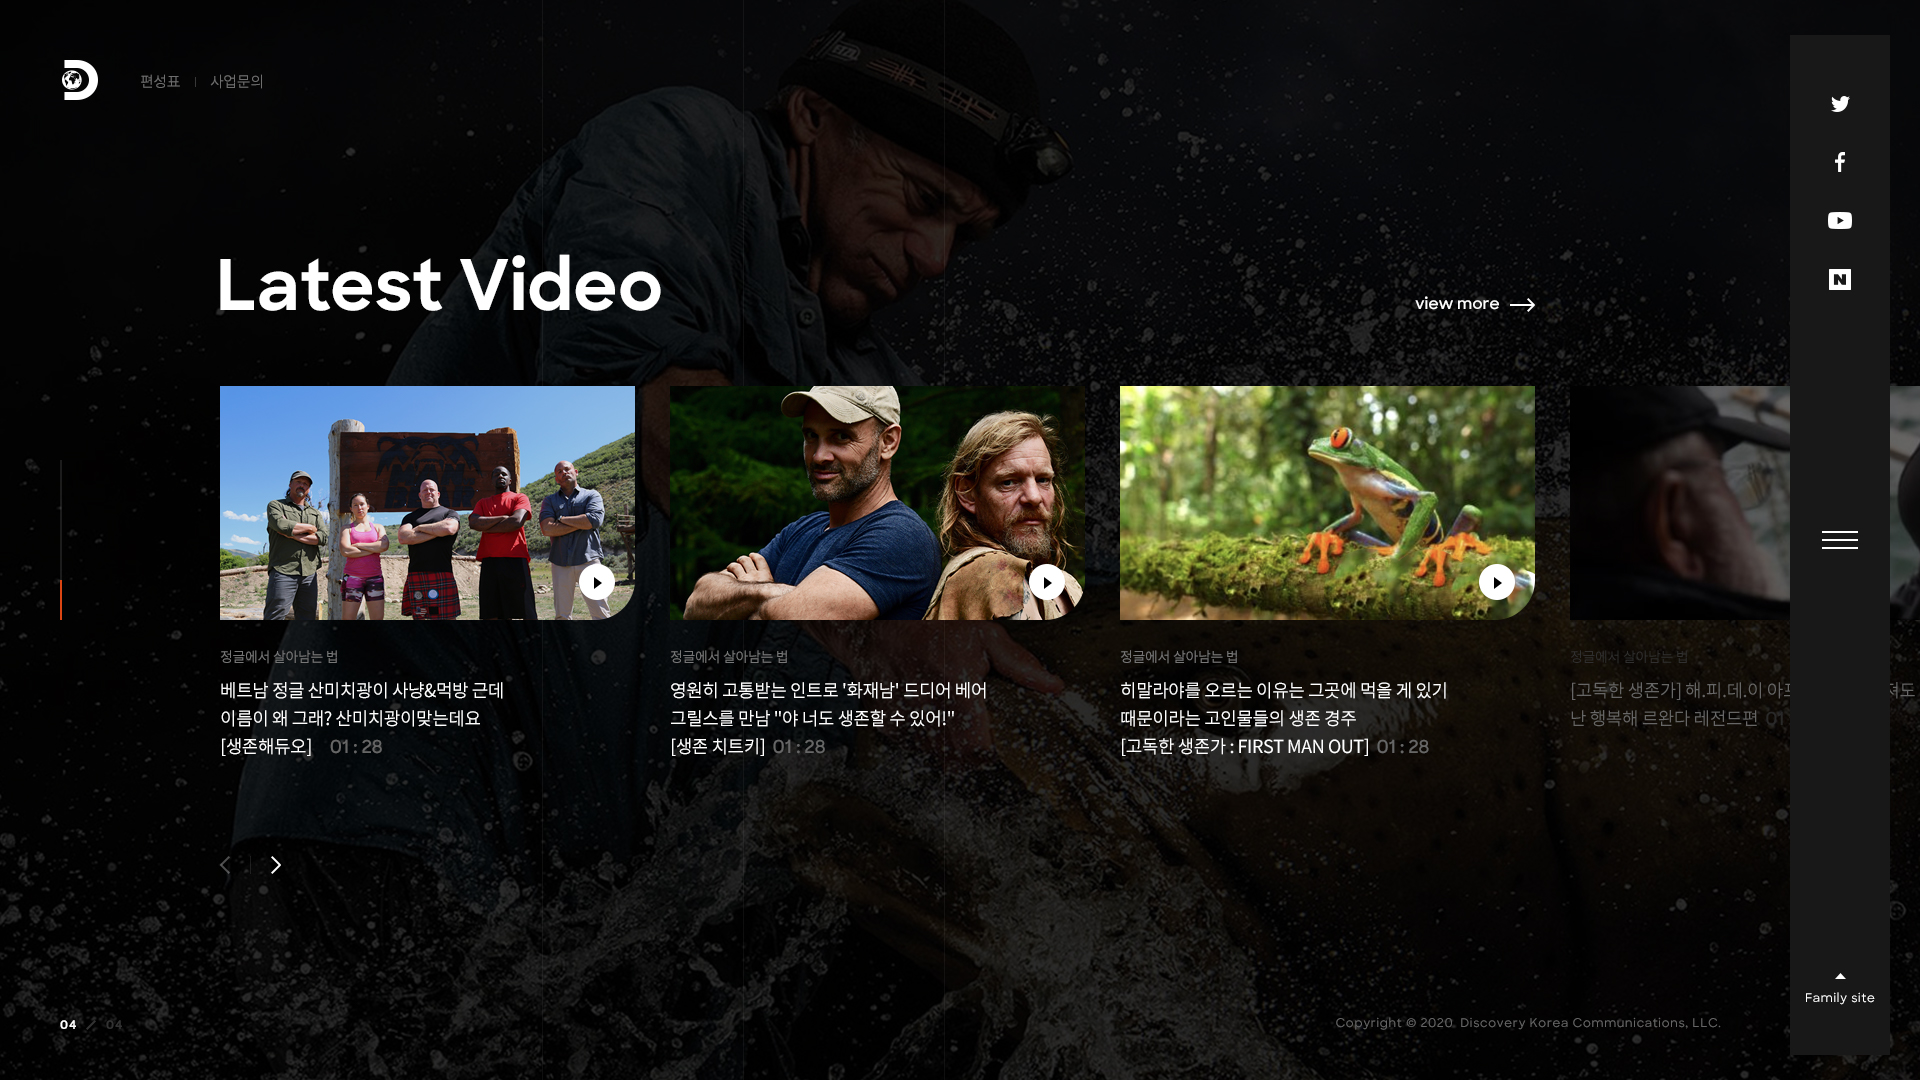 편성표
사업문의
Latest Video
view more
정글에서 살아남는 법
베트남 정글 산미치광이 사냥&먹방 근데
이름이 왜 그래? 산미치광이맞는데요
[생존해듀오] 01 : 28
정글에서 살아남는 법
영원히 고통받는 인트로 '화재남' 드디어 베어
그릴스를 만남 "야 너도 생존할 수 있어!"
[생존 치트키] 01 : 28
정글에서 살아남는 법
히말라야를 오르는 이유는 그곳에 먹을 게 있기
때문이라는 고인물들의 생존 경주
[고독한 생존가 : FIRST MAN OUT] 01 : 28
정글에서 살아남는 법
[고독한 생존가] 해.피.데.이
난 행복해 르완다 레전드편
04 / 04
Copyright © 2020. Discovery Korea Communications, LLC.
Family site